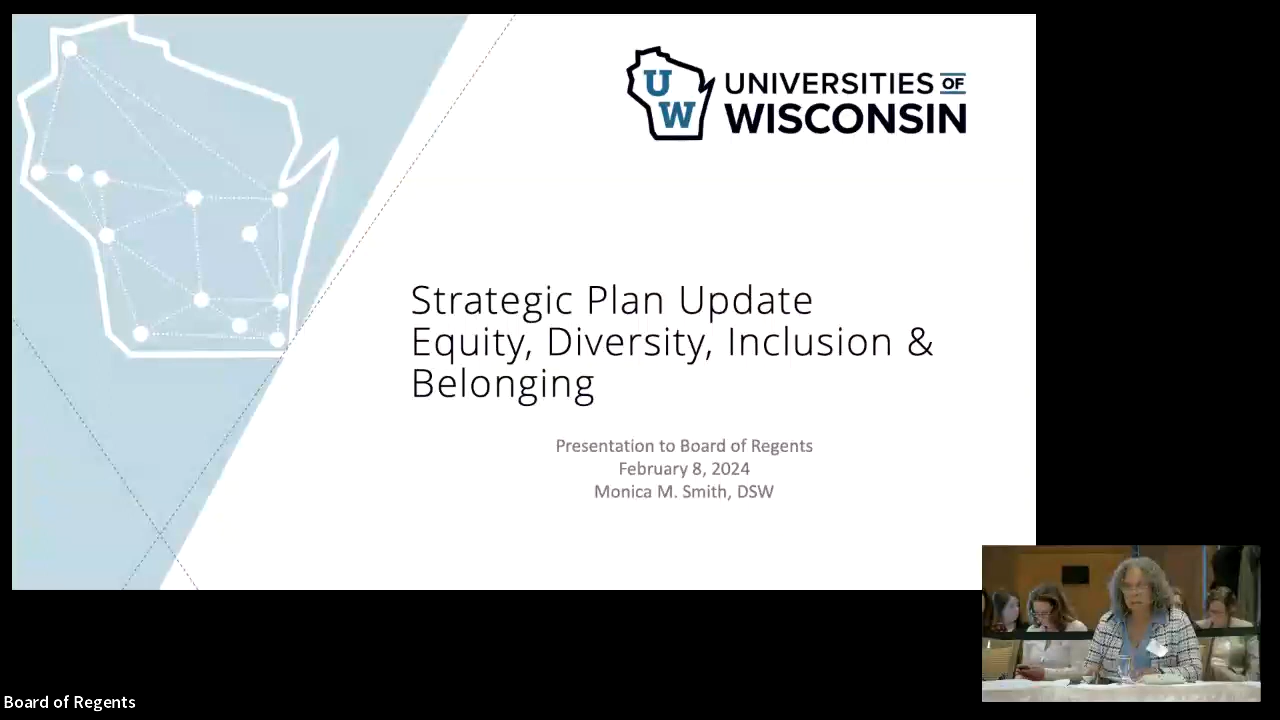 UW
UNIVERSITIES OF
WISCONSIN
Strategic Plan Update
Equity, Diversity, Inclusion &
Belonging
Presentation to Board of Regents
February 8, 2024
Monica M. Smith, DSW
Board of Regents